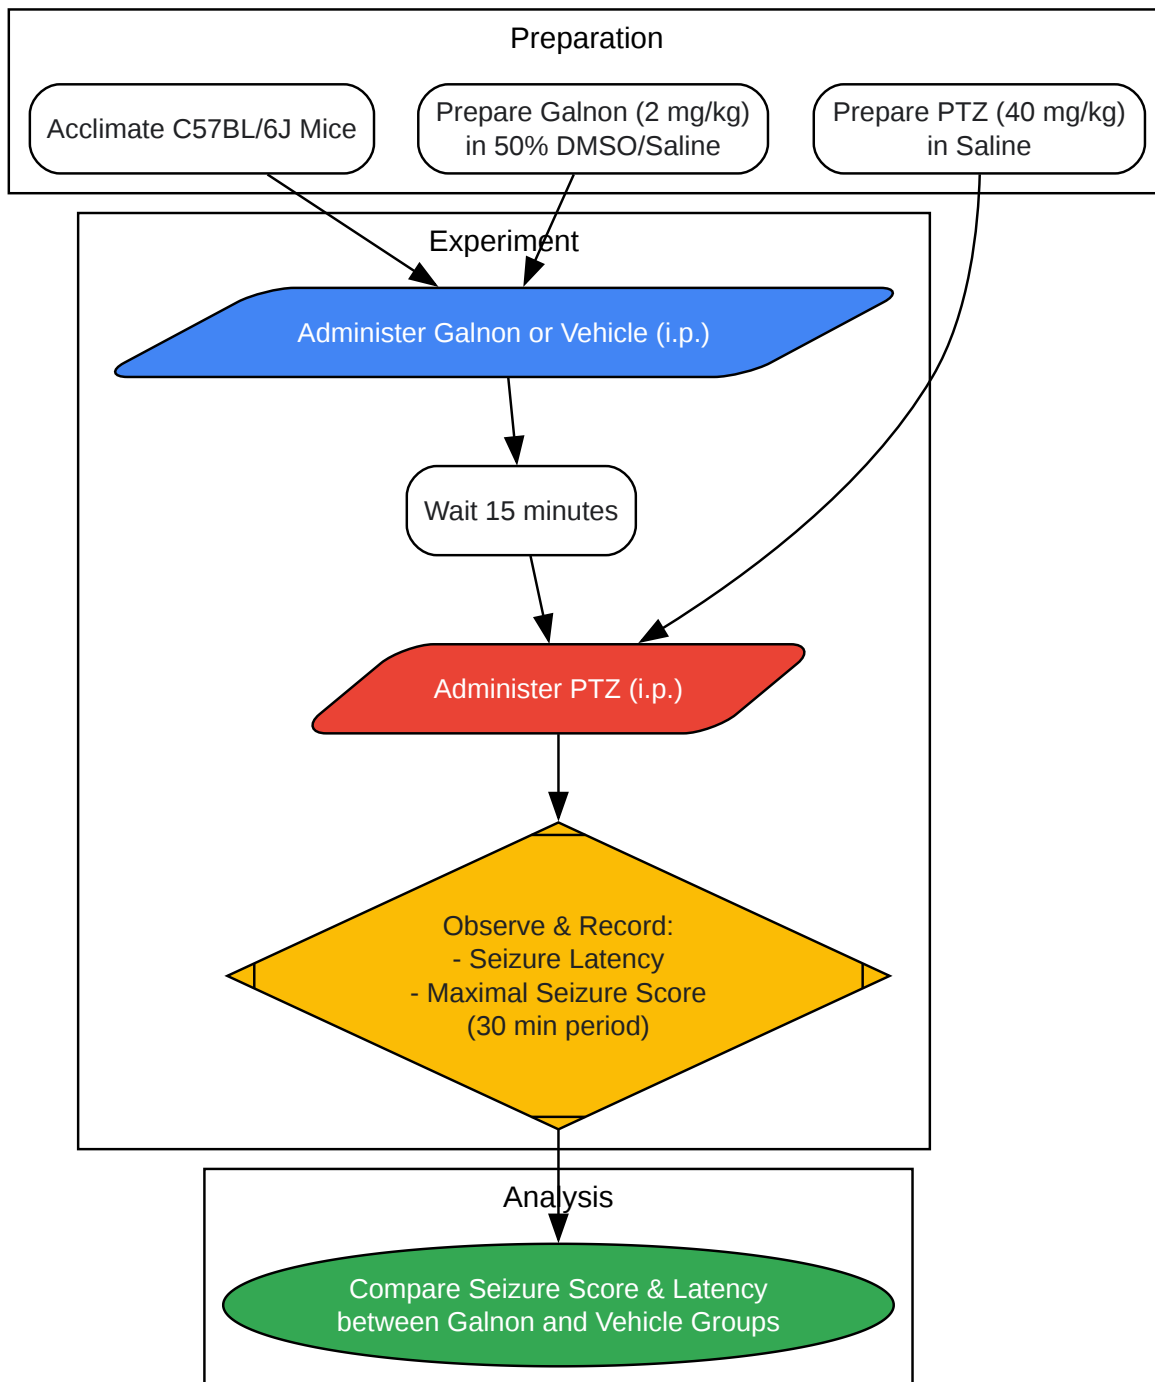 Preparation
Acclimate C57BL/6J Mice
Prepare Galnon (2 mg/kg)
in 50% DMSO/Saline
Prepare PTZ (40 mg/kg)
in Saline
Experiment
Administer Galnon or Vehicle (i.p.)
Wait 15 minutes
Administer PTZ (i.p.)
Observe & Record:
- Seizure Latency
- Maximal Seizure Score
(30 min period)
Analysis
Compare Seizure Score & Latency
between Galnon and Vehicle Groups